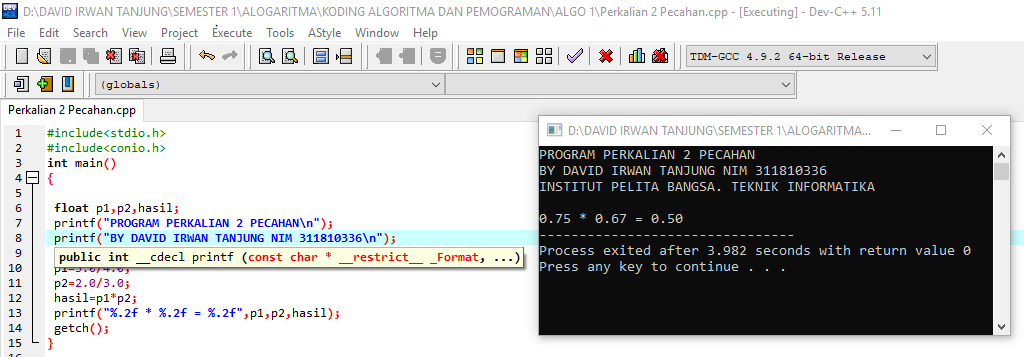 D:\DAVID IRWAN TANJUNG\SEMESTER 1\ALOGARITMA\KODING ALGORITMA DAN PEMOGRAMAN\ALGO 1\Perkalian 2 Pecahan.cpp - [Executing] - Dev-C++ 5.11
File Edit Search View Project Execute Tools AStyle Window Help
TDM-GCC 4.9.2 64-bit Release
(globals)
Perkalian 2 Pecahan.cpp
1 #include<stdio.h>
2 #include<conio.h>
3 int main()
4 {
5
6 float p1,p2,hasil;
7 printf("PROGRAM PERKALIAN 2 PECAHAN\n");
8 printf("BY DAVID IRWAN TANJUNG NIM 311810336\n");
9 public int __cdecl printf (const char * __restrict__ _Format, ...)
10 p1=3.0/4.0;
11 p2=2.0/3.0;
12 hasil=p1*p2;
13 printf("%.2f * %.2f = %.2f",p1,p2,hasil);
14 getch();
15 }
16
D:\DAVID IRWAN TANJUNG\SEMESTER 1\ALOGARITMA...
PROGRAM PERKALIAN 2 PECAHAN
BY DAVID IRWAN TANJUNG NIM 311810336
INSTITUT PELITA BANGSA. TEKNIK INFORMATIKA
0.75 * 0.67 = 0.50
--------------------------------
Process exited after 3.982 seconds with return value 0
Press any key to continue . . .